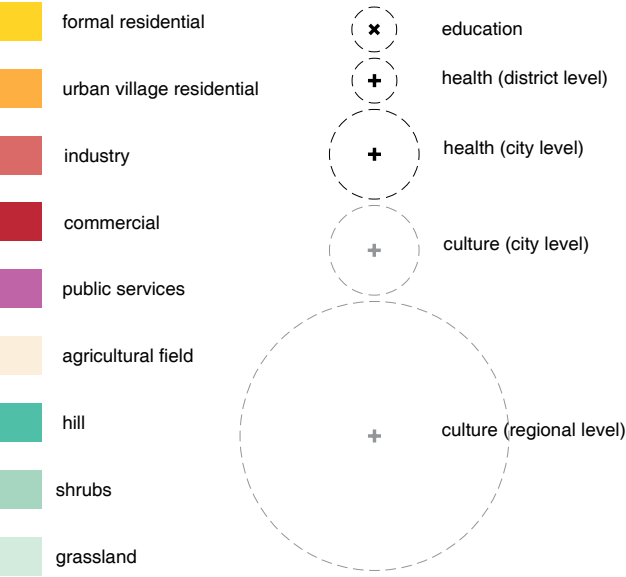 formal residential
urban village residential
industry
commercial
public services
agricultural field
hill
shrubs
grassland
education
health (district level)
health (city level)
culture (city level)
culture (regional level)